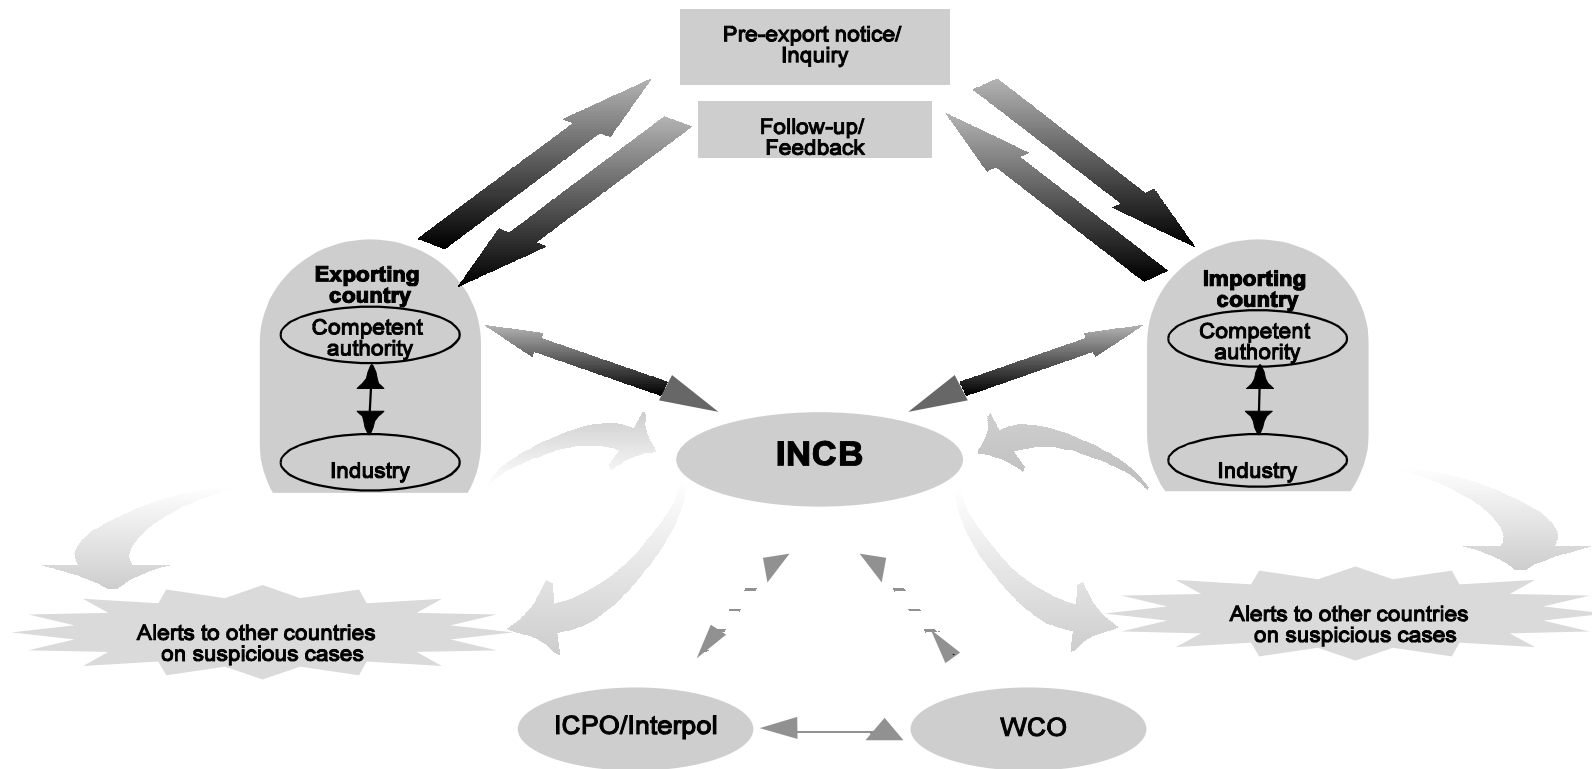 Pre-export notice/
Inquiry
Follow-up/
Feedback
Exporting
country
Competent
authority
Industry
Importing
country
Competent
authority
Industry
INCB
Alerts to other countries
on suspicious cases
Alerts to other countries
on suspicious cases
ICPO/Interpol
WCO